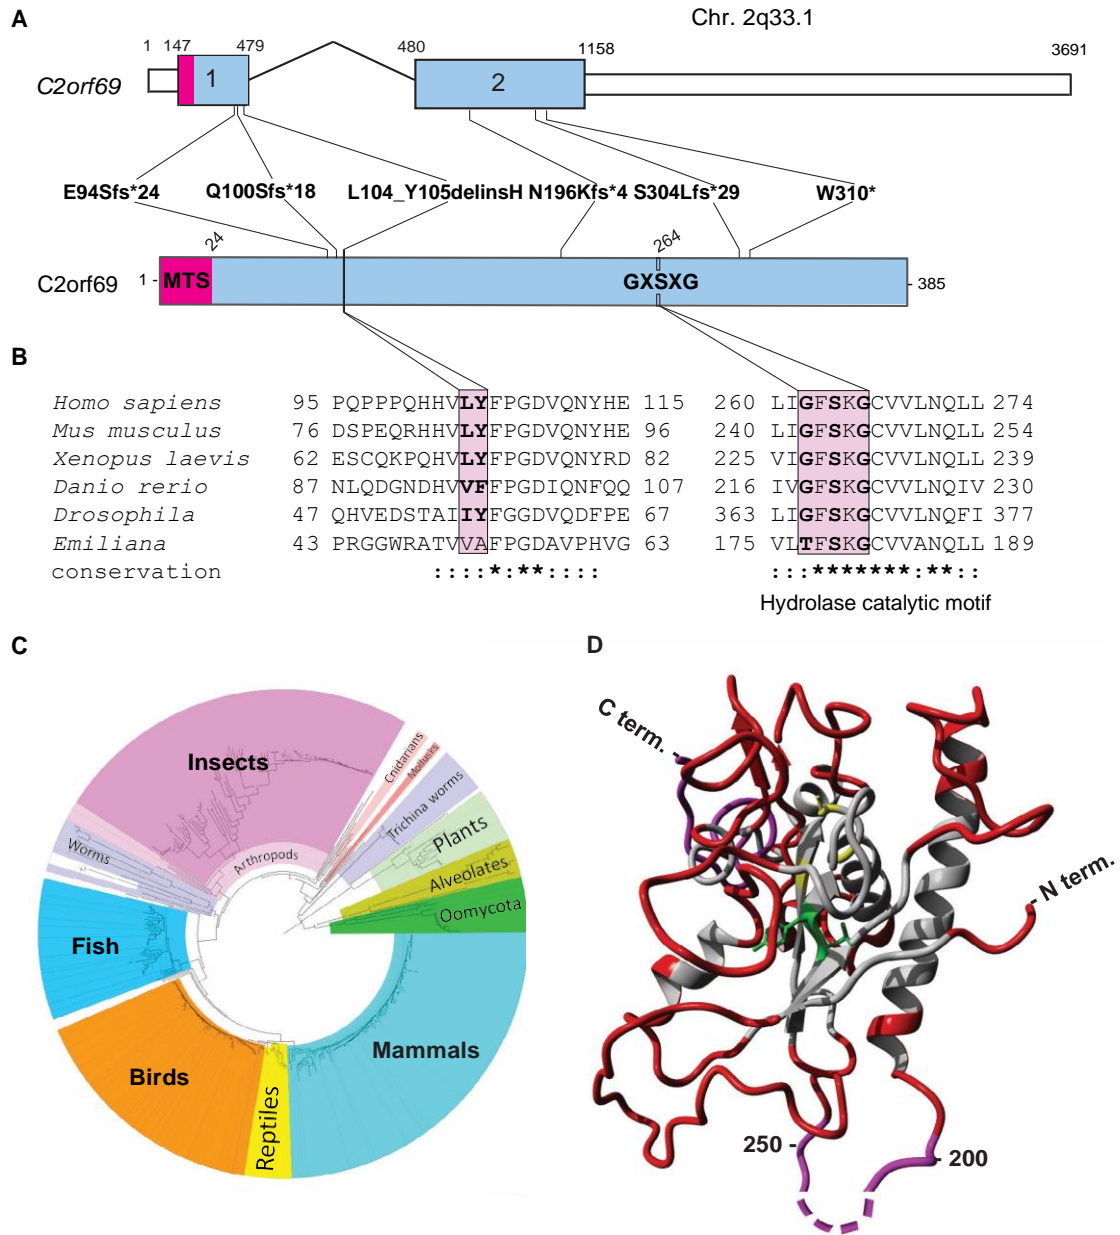 A
Chr. 2q33.1
1 147 479 480 1158 3691
C2orf69 1 2
E94Sfs*24 Q100Sfs*18 L104_Y105delinsH N196Kfs*4 S304Lfs*29 W310*
24 264
C2orf69 1 - MTS GXSXG - 385
B
Homo sapiens 95 PQPPPQHHVLYFPGDVQNYHE 115 260 LIGFSKGCVVLNQLL 274
Mus musculus 76 DSPEQRHHVLYFPGDVQNYHE 96 240 LIGFSKGCVVLNQLL 254
Xenopus laevis 62 ESCQKPQHVLYFPGDVQNYRD 82 225 VIGFSKGCVVLNQLL 239
Danio rerio 87 NLQDGNDHVVFFPGDIQNFQQ 107 216 IVGFSKGCVVLNQIV 230
Drosophila 47 QHVEDSTAIIYFGGDVQDFPE 67 363 LIGFSKGCVVLNQFI 377
Emiliana 43 PRGGWRATVVAFPGDAVPHVG 63 175 VLTFSKGCVVANQLL 189
conservation ::::*:**:::: :::*******:**::
Hydrolase catalytic motif
C
Insects
Cnidarians
Mollusks
Trichina worms
Plants
Alveolates
Oomycota
Arthropods
Worms
Fish
Birds
Reptiles
Mammals
D
C term. -
- N term.
250 -
- 200